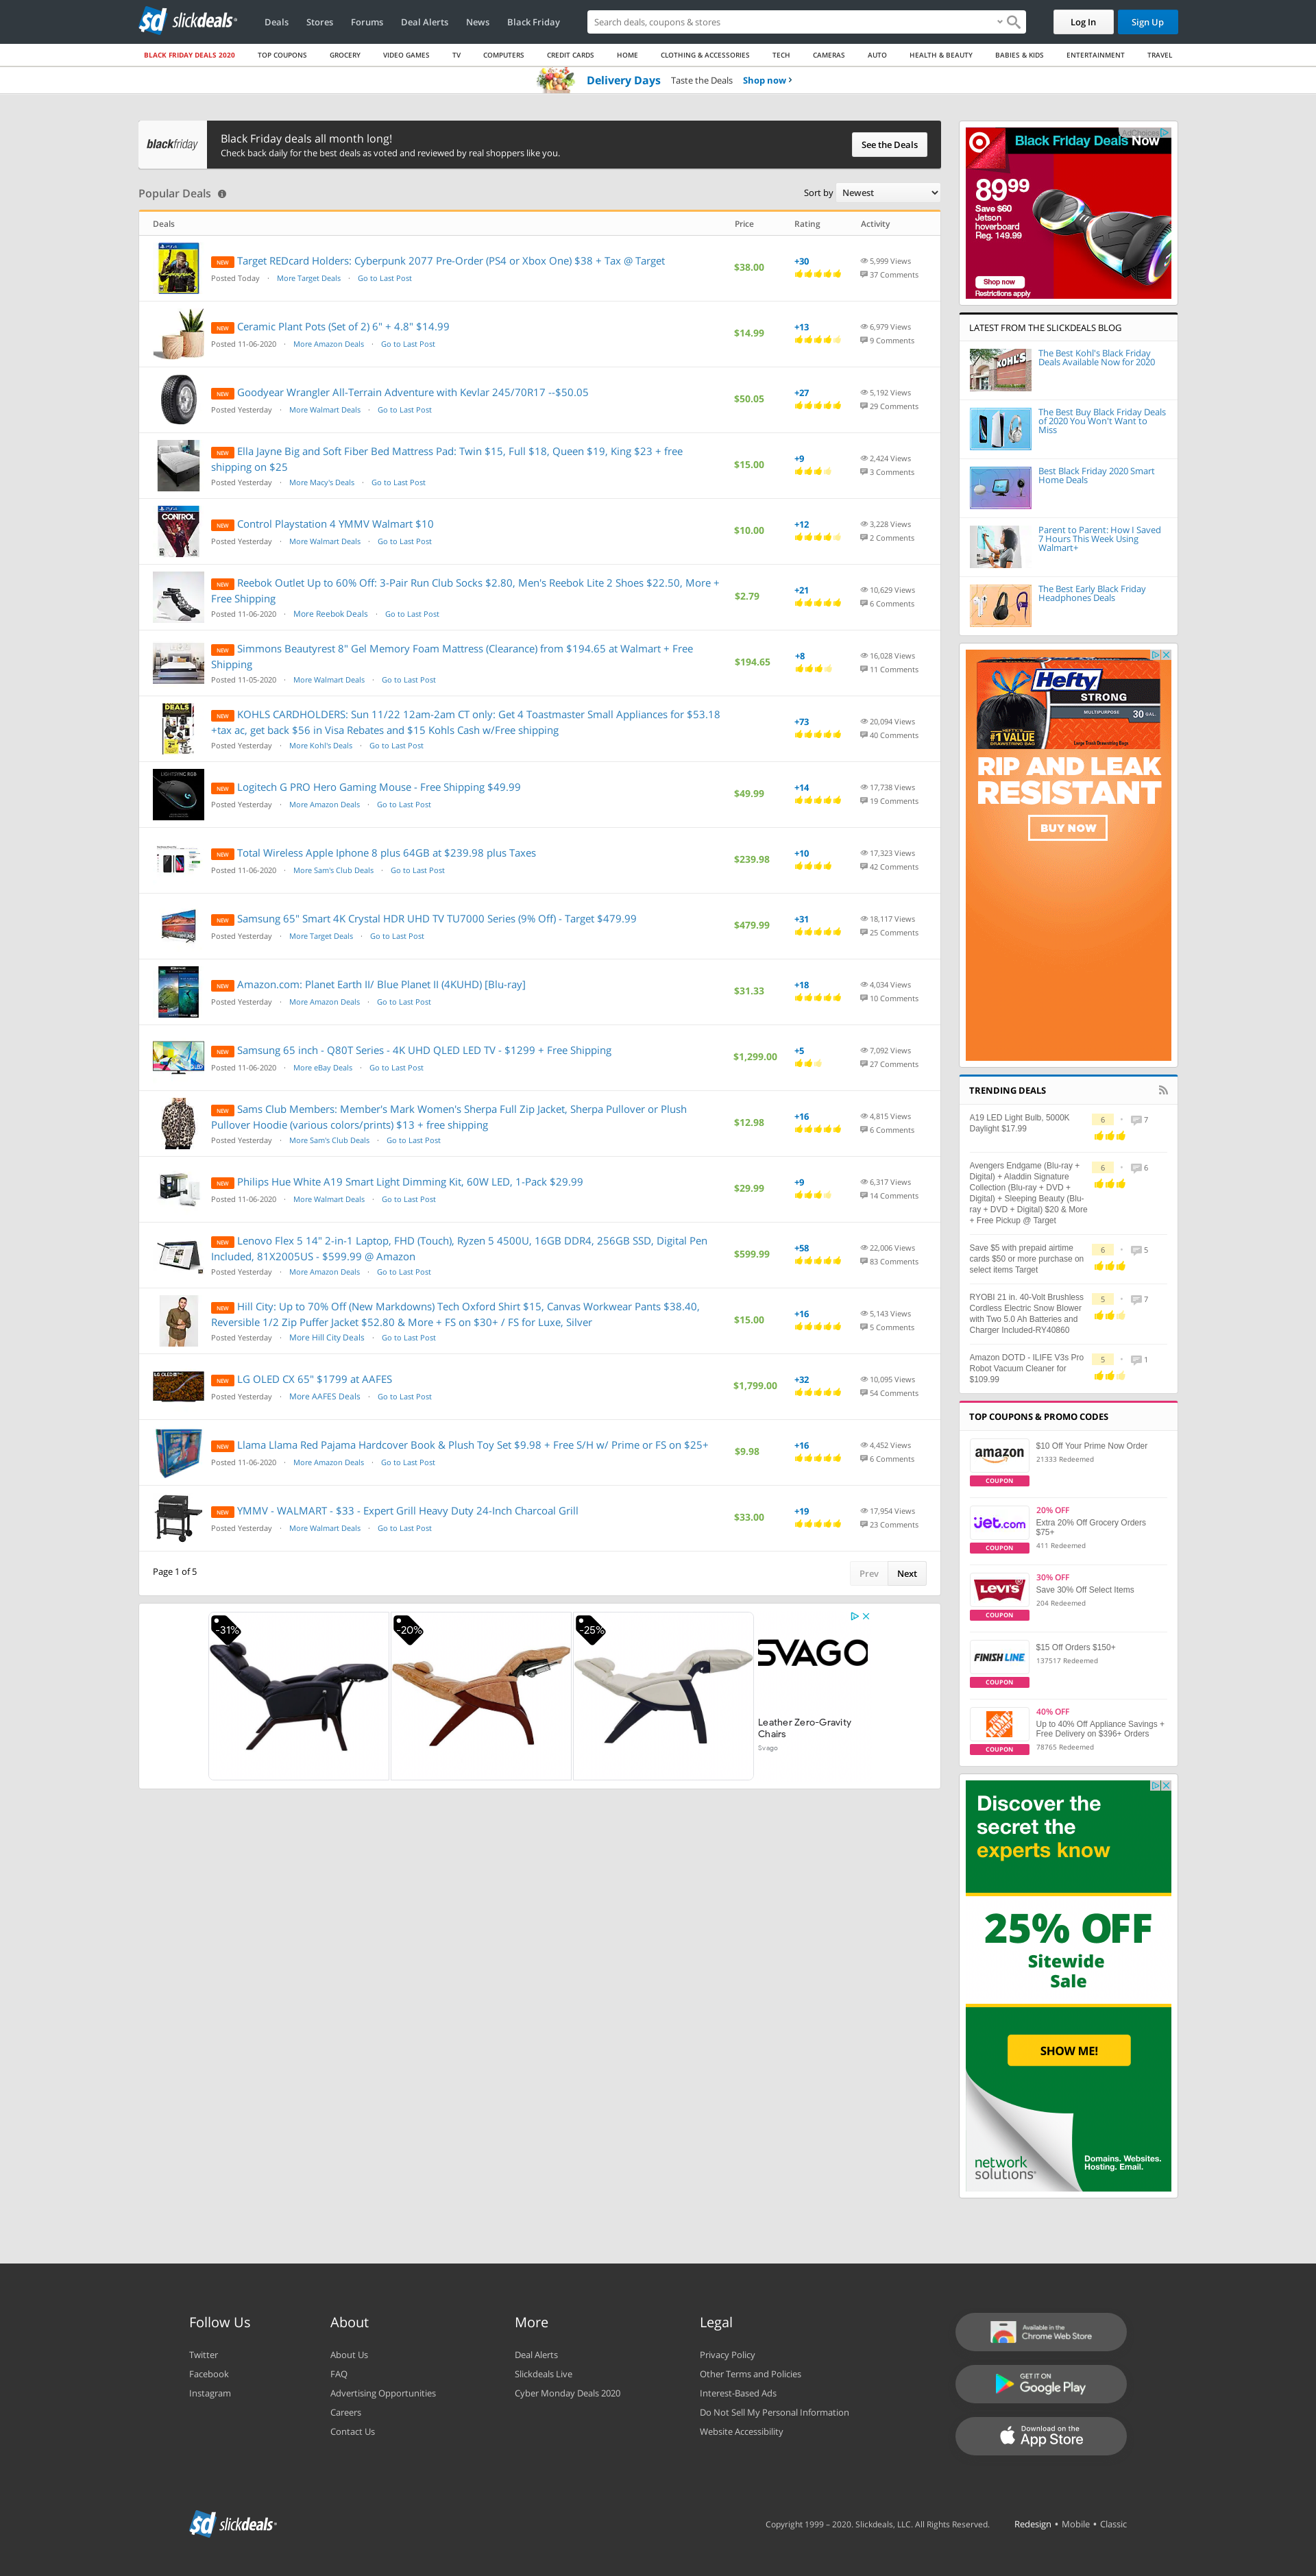 slickdeals
Deals Stores Forums Deal Alerts News Black Friday
Search deals, coupons & stores
Log In
Sign Up
BLACK FRIDAY DEALS 2020 TOP COUPONS GROCERY VIDEO GAMES TV COMPUTERS CREDIT CARDS HOME CLOTHING & ACCESSORIES TECH CAMERAS AUTO HEALTH & BEAUTY BABIES & KIDS ENTERTAINMENT TRAVEL
Delivery Days Taste the Deals Shop now
blackfriday
Black Friday deals all month long!
Check back daily for the best deals as voted and reviewed by real shoppers like you.
See the Deals
Popular Deals
Sort by Newest
Deals Price Rating Activity
NEW Target REDcard Holders: Cyberpunk 2077 Pre-Order (PS4 or Xbox One) $38 + Tax @ Target
Posted Today · More Target Deals · Go to Last Post
$38.00
+30
5,999 Views
37 Comments
NEW Ceramic Plant Pots (Set of 2) 6" + 4.8" $14.99
Posted 11-06-2020 · More Amazon Deals · Go to Last Post
$14.99
+13
6,979 Views
9 Comments
NEW Goodyear Wrangler All-Terrain Adventure with Kevlar 245/70R17 --$50.05
Posted Yesterday · More Walmart Deals · Go to Last Post
$50.05
+27
5,192 Views
29 Comments
NEW Ella Jayne Big and Soft Fiber Bed Mattress Pad: Twin $15, Full $18, Queen $19, King $23 + free
shipping on $25
Posted Yesterday · More Macy's Deals · Go to Last Post
$15.00
+9
2,424 Views
3 Comments
CONTROL
NEW Control Playstation 4 YMMV Walmart $10
Posted Yesterday · More Walmart Deals · Go to Last Post
$10.00
+12
3,228 Views
2 Comments
NEW Reebok Outlet Up to 60% Off: 3-Pair Run Club Socks $2.80, Men's Reebok Lite 2 Shoes $22.50, More +
Free Shipping
Posted 11-06-2020 · More Reebok Deals · Go to Last Post
$2.79
+21
10,629 Views
6 Comments
NEW Simmons Beautyrest 8" Gel Memory Foam Mattress (Clearance) from $194.65 at Walmart + Free
Shipping
Posted 11-05-2020 · More Walmart Deals · Go to Last Post
$194.65
+8
16,028 Views
11 Comments
DEALS
NEW KOHLS CARDHOLDERS: Sun 11/22 12am-2am CT only: Get 4 Toastmaster Small Appliances for $53.18
+tax ac, get back $56 in Visa Rebates and $15 Kohls Cash w/Free shipping
Posted Yesterday · More Kohl's Deals · Go to Last Post
+73
20,094 Views
40 Comments
LIGHTSYNC RGB
NEW Logitech G PRO Hero Gaming Mouse - Free Shipping $49.99
Posted Yesterday · More Amazon Deals · Go to Last Post
$49.99
+14
17,738 Views
19 Comments
NEW Total Wireless Apple Iphone 8 plus 64GB at $239.98 plus Taxes
Posted 11-06-2020 · More Sam's Club Deals · Go to Last Post
$239.98
+10
17,323 Views
42 Comments
NEW Samsung 65" Smart 4K Crystal HDR UHD TV TU7000 Series (9% Off) - Target $479.99
Posted Yesterday · More Target Deals · Go to Last Post
$479.99
+31
18,117 Views
25 Comments
NEW Amazon.com: Planet Earth II/ Blue Planet II (4KUHD) [Blu-ray]
Posted Yesterday · More Amazon Deals · Go to Last Post
$31.33
+18
4,034 Views
10 Comments
NEW Samsung 65 inch - Q80T Series - 4K UHD QLED LED TV - $1299 + Free Shipping
Posted 11-06-2020 · More eBay Deals · Go to Last Post
$1,299.00
+5
7,092 Views
27 Comments
NEW Sams Club Members: Member's Mark Women's Sherpa Full Zip Jacket, Sherpa Pullover or Plush
Pullover Hoodie (various colors/prints) $13 + free shipping
Posted Yesterday · More Sam's Club Deals · Go to Last Post
$12.98
+16
4,815 Views
6 Comments
NEW Philips Hue White A19 Smart Light Dimming Kit, 60W LED, 1-Pack $29.99
Posted 11-06-2020 · More Walmart Deals · Go to Last Post
$29.99
+9
6,317 Views
14 Comments
NEW Lenovo Flex 5 14" 2-in-1 Laptop, FHD (Touch), Ryzen 5 4500U, 16GB DDR4, 256GB SSD, Digital Pen
Included, 81X2005US - $599.99 @ Amazon
Posted Yesterday · More Amazon Deals · Go to Last Post
$599.99
+58
22,006 Views
83 Comments
NEW Hill City: Up to 70% Off (New Markdowns) Tech Oxford Shirt $15, Canvas Workwear Pants $38.40,
Reversible 1/2 Zip Puffer Jacket $52.80 & More + FS on $30+ / FS for Luxe, Silver
Posted Yesterday · More Hill City Deals · Go to Last Post
$15.00
+16
5,143 Views
5 Comments
LG OLED
NEW LG OLED CX 65" $1799 at AAFES
Posted Yesterday · More AAFES Deals · Go to Last Post
$1,799.00
+32
10,095 Views
54 Comments
NEW Llama Llama Red Pajama Hardcover Book & Plush Toy Set $9.98 + Free S/H w/ Prime or FS on $25+
Posted 11-06-2020 · More Amazon Deals · Go to Last Post
$9.98
+16
4,452 Views
6 Comments
NEW YMMV - WALMART - $33 - Expert Grill Heavy Duty 24-Inch Charcoal Grill
Posted Yesterday · More Walmart Deals · Go to Last Post
$33.00
+19
17,954 Views
23 Comments
Page 1 of 5
Prev Next
-31%
-20%
-25%
SVAGO
Leather Zero-Gravity
Chairs
Svago
AdChoices
Black Friday Deals Now
89.99
Save $60
Jetson
hoverboard
Reg. 149.99
Shop now
Restrictions apply
LATEST FROM THE SLICKDEALS BLOG
KOHL'S
The Best Kohl's Black Friday
Deals Available Now for 2020
The Best Buy Black Friday Deals
of 2020 You Won't Want to
Miss
Best Black Friday 2020 Smart
Home Deals
Parent to Parent: How I Saved
7 Hours This Week Using
Walmart+
The Best Early Black Friday
Headphones Deals
Hefty
STRONG
MULTIPURPOSE 30 GAL.
#1 VALUE
DRAWSTRING BAG
Large Trash Drawstring Bags
RIP AND LEAK
RESISTANT
BUY NOW
TRENDING DEALS
A19 LED Light Bulb, 5000K
Daylight $17.99
6 · 7
Avengers Endgame (Blu-ray +
Digital) + Aladdin Signature
Collection (Blu-ray + DVD +
Digital) + Sleeping Beauty (Blu-
ray + DVD + Digital) $20 & More
+ Free Pickup @ Target
6 · 6
Save $5 with prepaid airtime
cards $50 or more purchase on
select items Target
6 · 5
RYOBI 21 in. 40-Volt Brushless
Cordless Electric Snow Blower
with Two 5.0 Ah Batteries and
Charger Included-RY40860
5 · 7
Amazon DOTD - ILIFE V3s Pro
Robot Vacuum Cleaner for
$109.99
5 · 1
TOP COUPONS & PROMO CODES
amazon
COUPON
$10 Off Your Prime Now Order
21333 Redeemed
jet.com
COUPON
20% OFF
Extra 20% Off Grocery Orders
$75+
411 Redeemed
LEVI'S
COUPON
30% OFF
Save 30% Off Select Items
204 Redeemed
FINISH LINE
COUPON
$15 Off Orders $150+
137517 Redeemed
COUPON
40% OFF
Up to 40% Off Appliance Savings +
Free Delivery on $396+ Orders
78765 Redeemed
Discover the
secret the
experts know
25% OFF
Sitewide
Sale
SHOW ME!
network
solutions
Domains. Websites.
Hosting. Email.
Follow Us
Twitter
Facebook
Instagram
About
About Us
FAQ
Advertising Opportunities
Careers
Contact Us
More
Deal Alerts
Slickdeals Live
Cyber Monday Deals 2020
Legal
Privacy Policy
Other Terms and Policies
Interest-Based Ads
Do Not Sell My Personal Information
Website Accessibility
Available in the
Chrome Web Store
GET IT ON
Google Play
Download on the
App Store
slickdeals
Copyright 1999 – 2020. Slickdeals, LLC. All Rights Reserved.
Redesign • Mobile • Classic